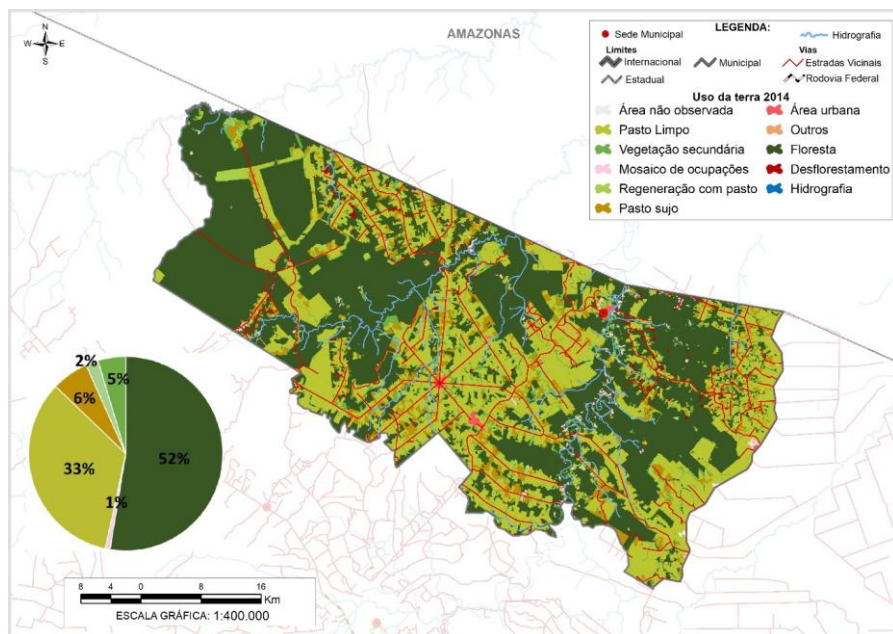 AMAZONAS
N
W E
S
LEGENDA:
Sede Municipal
Hidrografia
Limites
Vias
Internacional
Municipal
Estradas Vicinais
Estadual
Rodovia Federal
Uso da terra 2014
Área não observada
Área urbana
Pasto Limpo
Outros
Vegetação secundária
Floresta
Mosaico de ocupações
Desflorestamento
Regeneração com pasto
Hidrografia
Pasto sujo
2%
5%
6%
52%
33%
1%
8 4 0 8 16
Km
ESCALA GRÁFICA: 1:400.000